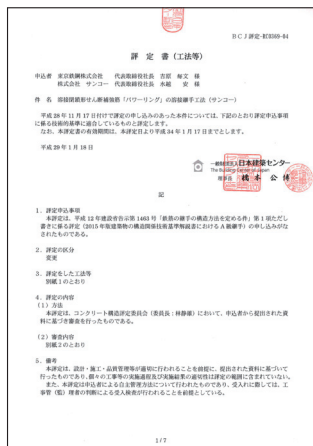 BCJ評定-RC0369-04
評 定 書(工法等)
申込者 東京鉄鋼株式会社 代表取締役社長 吉原 毎文 様
株式会社 サンコー 代表取締役社長 水越 安 様
件 名 溶接閉鎖形せん断補強筋「パワーリング」の溶接継手工法(サンコー)
平成28年11月17日付けで評定の申し込みのあった本件については、下記のとおり評定申込事項
に係る技術的基準に適合しているものと評定します。
なお、本評定書の有効期間は、本評定日より平成34年1月17日までとします。
平成29年1月18日
一般財団法人 日本建築センター
The Building Center of Japan
理事長 橋本 公博
記
1.評定申込事項
本評定は、平成12年建設省告示第1463号「鉄筋の継手の構造方法を定める件」第1項ただし
書きに係る評定(2015年版建築物の構造関係技術基準解説書におけるA級継手)の申し込みがな
されたものである。
2.評定の区分
変更
3.評定をした工法等
別紙1のとおり
4.評定の内容
(1)方法
本評定は、コンクリート構造評定委員会(委員長:林静雄)において、申込者から提出された資
料に基づき審査を行ったものである。
(2)審査内容
別紙2のとおり
5.備考
本評定は、設計・施工・品質管理等が適切に行われることを前提に、提出された資料に基づいて
行ったものであり、個々の工事等の実施過程及び実施結果の適切性は評定の範囲に含まれていない。
また、本評定は申込者による自主管理方法について行われたものであり、受入れに際しては、工
事管(監)理者の判断による受入検査が行われることを前提としている。
1/7